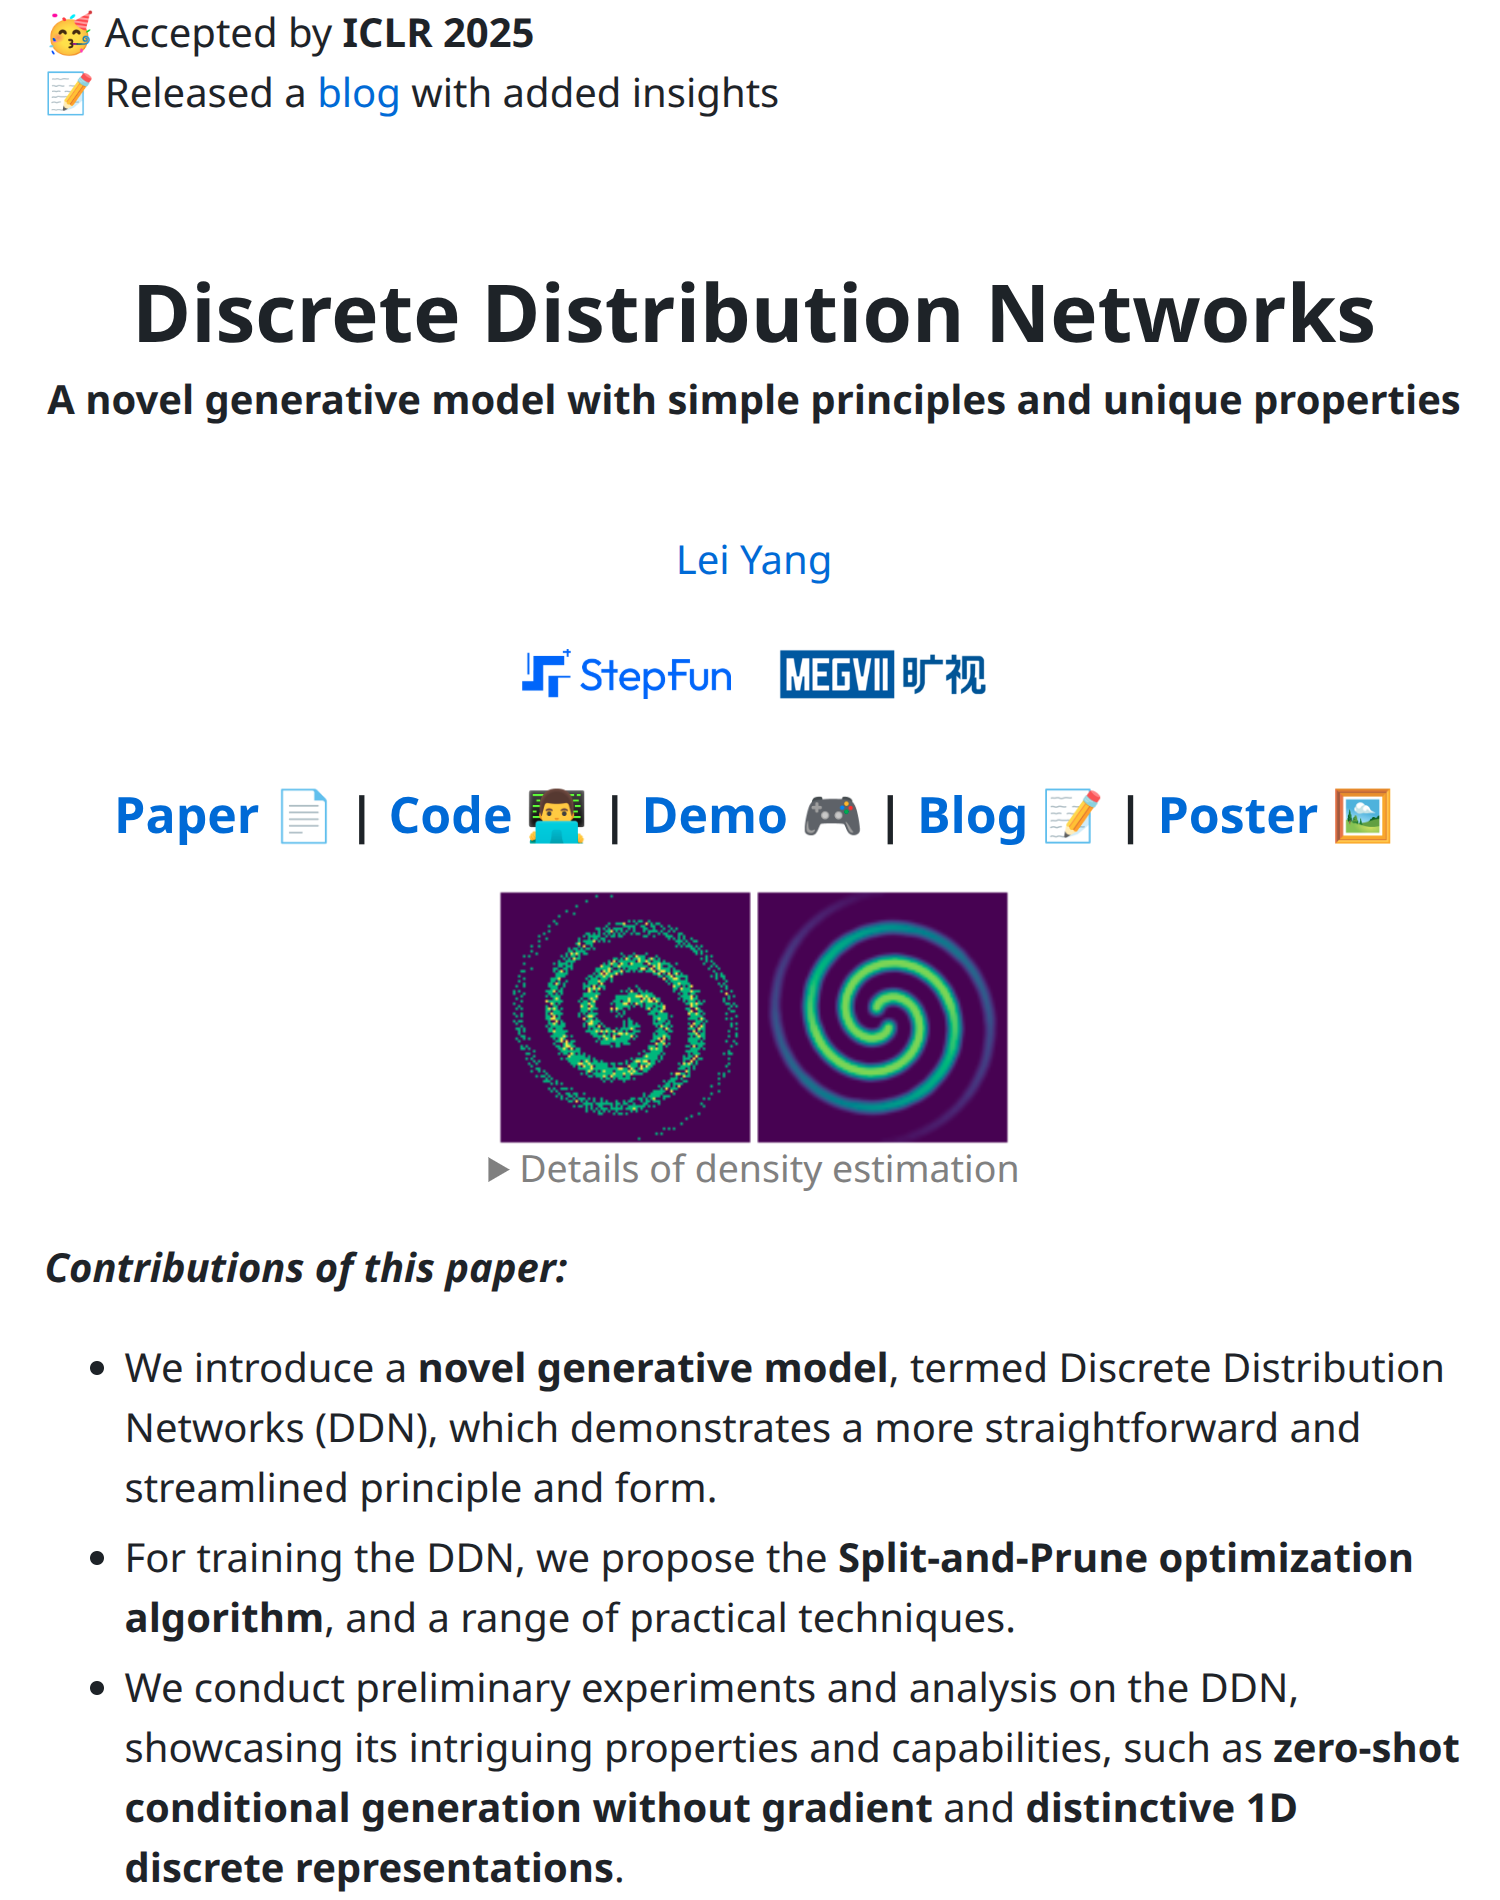 🥳 Accepted by ICLR 2025
📝 Released a blog with added insights
Discrete Distribution Networks
A novel generative model with simple principles and unique properties
Lei Yang
StepFun MEGVII 旷视
Paper 📄 | Code 👨‍💻 | Demo 🎮 | Blog 📝 | Poster 🖼️
▶ Details of density estimation
Contributions of this paper:
• We introduce a novel generative model, termed Discrete Distribution
Networks (DDN), which demonstrates a more straightforward and
streamlined principle and form.
• For training the DDN, we propose the Split-and-Prune optimization
algorithm, and a range of practical techniques.
• We conduct preliminary experiments and analysis on the DDN,
showcasing its intriguing properties and capabilities, such as zero-shot
conditional generation without gradient and distinctive 1D
discrete representations.